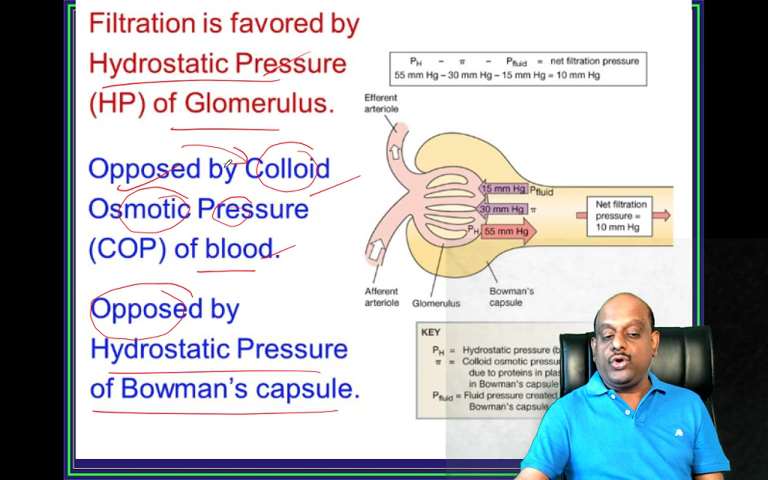 Filtration is favored by
Hydrostatic Pressure
(HP) of Glomerulus.
Opposed by Colloid
Osmotic Pressure
(COP) of blood.
Opposed by
Hydrostatic Pressure
of Bowman's capsule.
PH - π - Pfluid = net filtration pressure
55 mm Hg – 30 mm Hg – 15 mm Hg = 10 mm Hg
Efferent
arteriole
15 mm Hg Pfluid
30 mm Hg π
PH 55 mm Hg
Net filtration
pressure =
10 mm Hg
Afferent
arteriole
Glomerulus
Bowman's
capsule
KEY
PH = Hydrostatic pressure
π = Colloid osmotic
due to proteins in
in Bowman's capsule
Pfluid = Fluid pressure created
Bowman's capsule